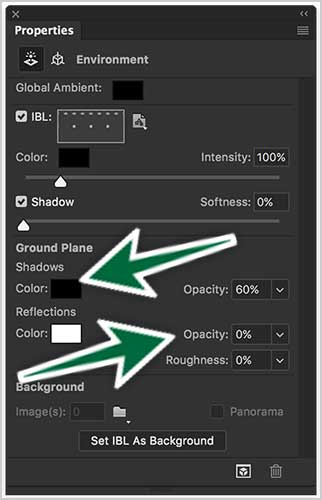 Properties
Environment
Global Ambient:
IBL:
Color: Intensity: 100%
Shadow Softness: 0%
Ground Plane
Shadows
Color: Opacity: 60%
Reflections
Color: Opacity: 0%
Roughness: 0%
Background
Image(s): 0 Panorama
Set IBL As Background